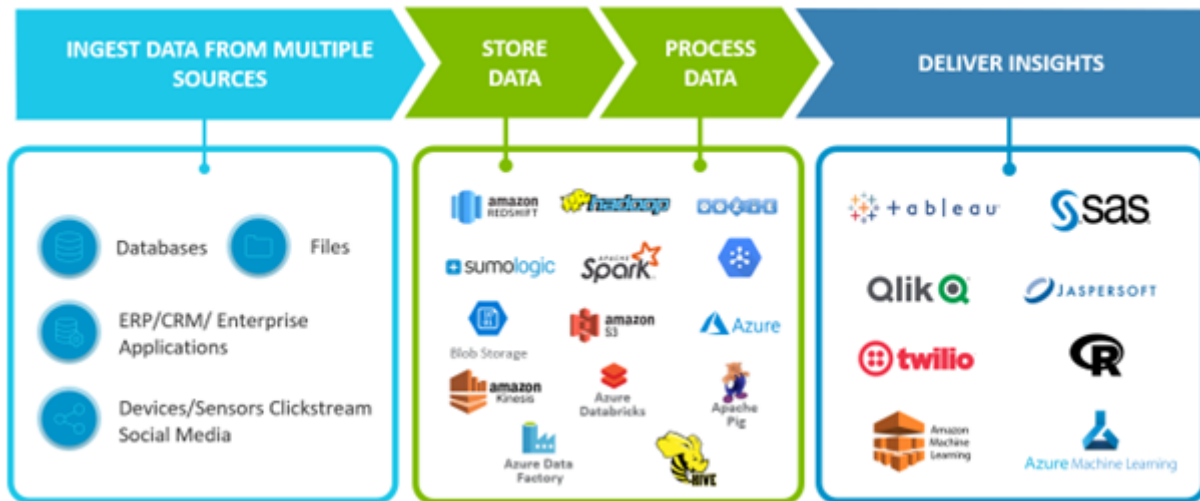 INGEST DATA FROM MULTIPLE
SOURCES
STORE
DATA
PROCESS
DATA
DELIVER INSIGHTS
Databases
Files
ERP/CRM/ Enterprise
Applications
Devices/Sensors Clickstream
Social Media
amazon
REDSHIFT
hadoop
sumologic
APACHE
Spark
Blob Storage
amazon
S3
Azure
amazon
Kinesis
Azure
Databricks
Apache
Pig
Azure Data
Factory
HIVE
+ableau
sas
Qlik
JASPERSOFT
twilio
R
Amazon
Machine
Learning
Azure Machine Learning